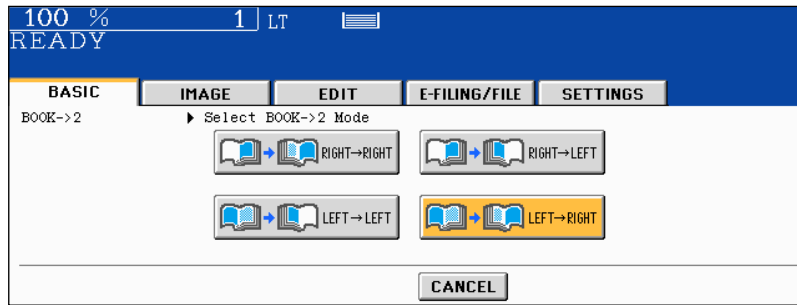 100 % 1 LT
READY
BASIC IMAGE EDIT E-FILING/FILE SETTINGS
BOOK->2 Select BOOK->2 Mode
RIGHT→RIGHT RIGHT→LEFT
LEFT→LEFT LEFT→RIGHT
CANCEL